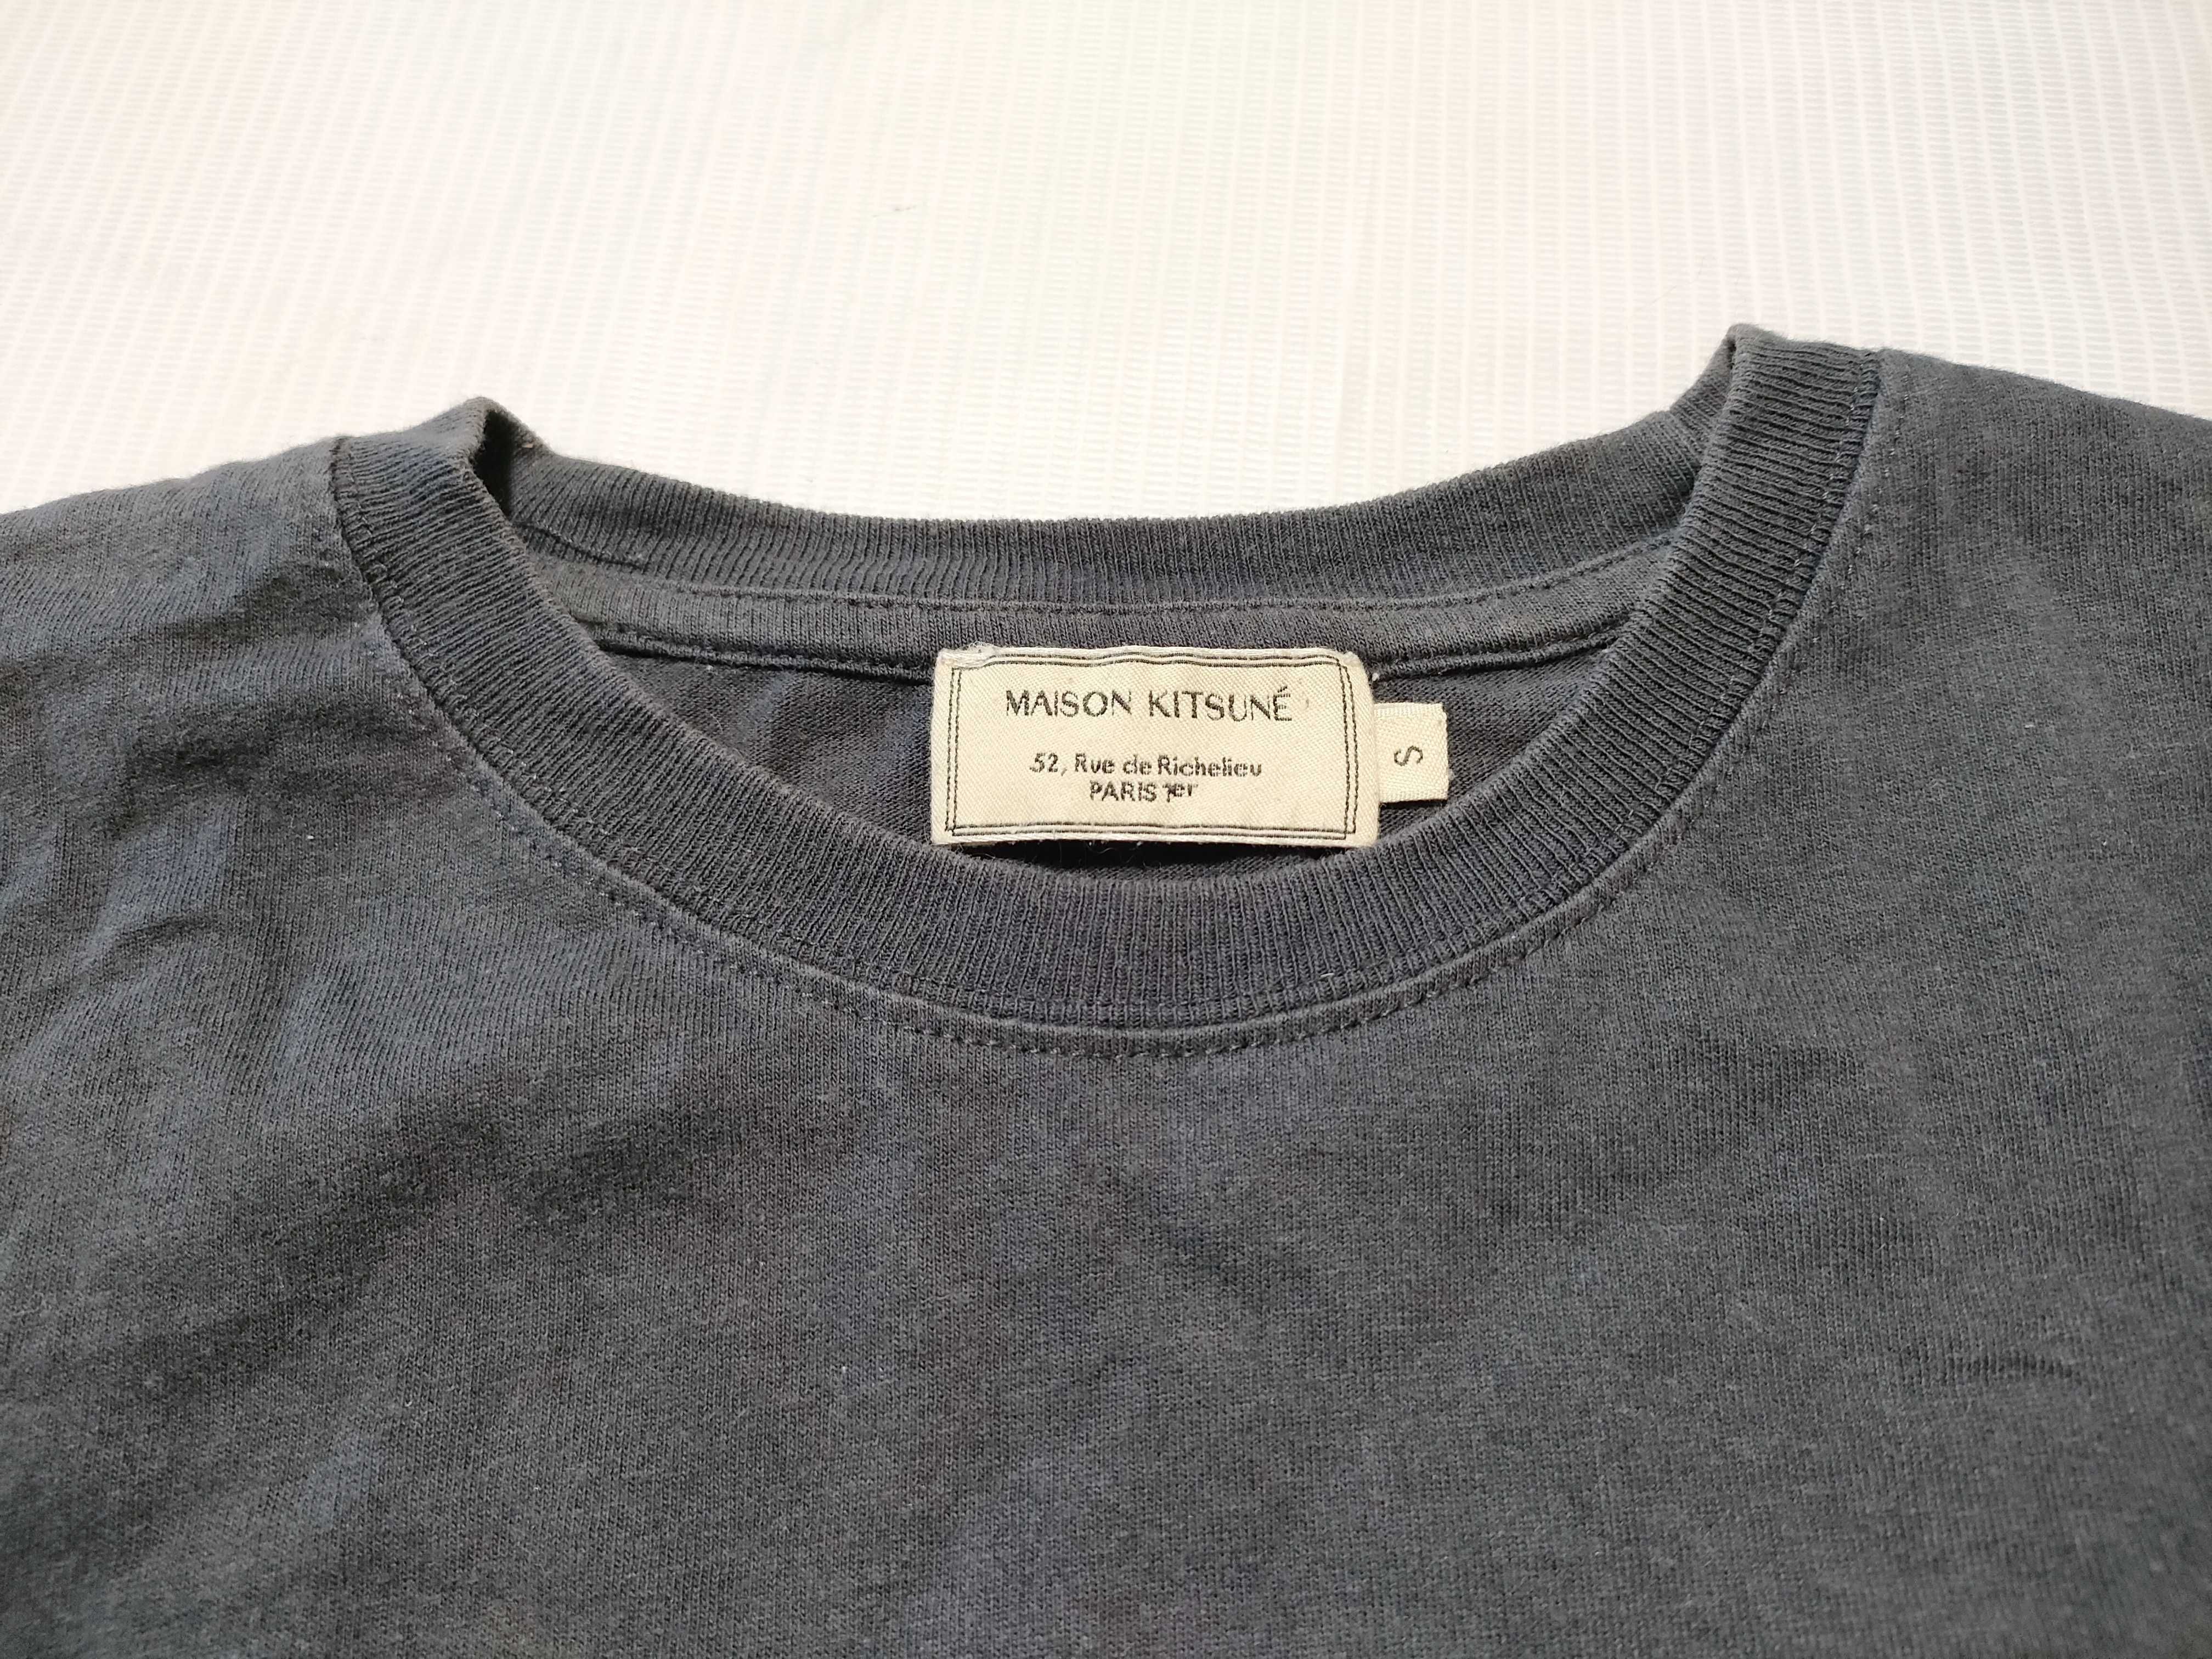 MAISON KITSUNÉ
52, Rue de Richelieu
PARIS 1er
S